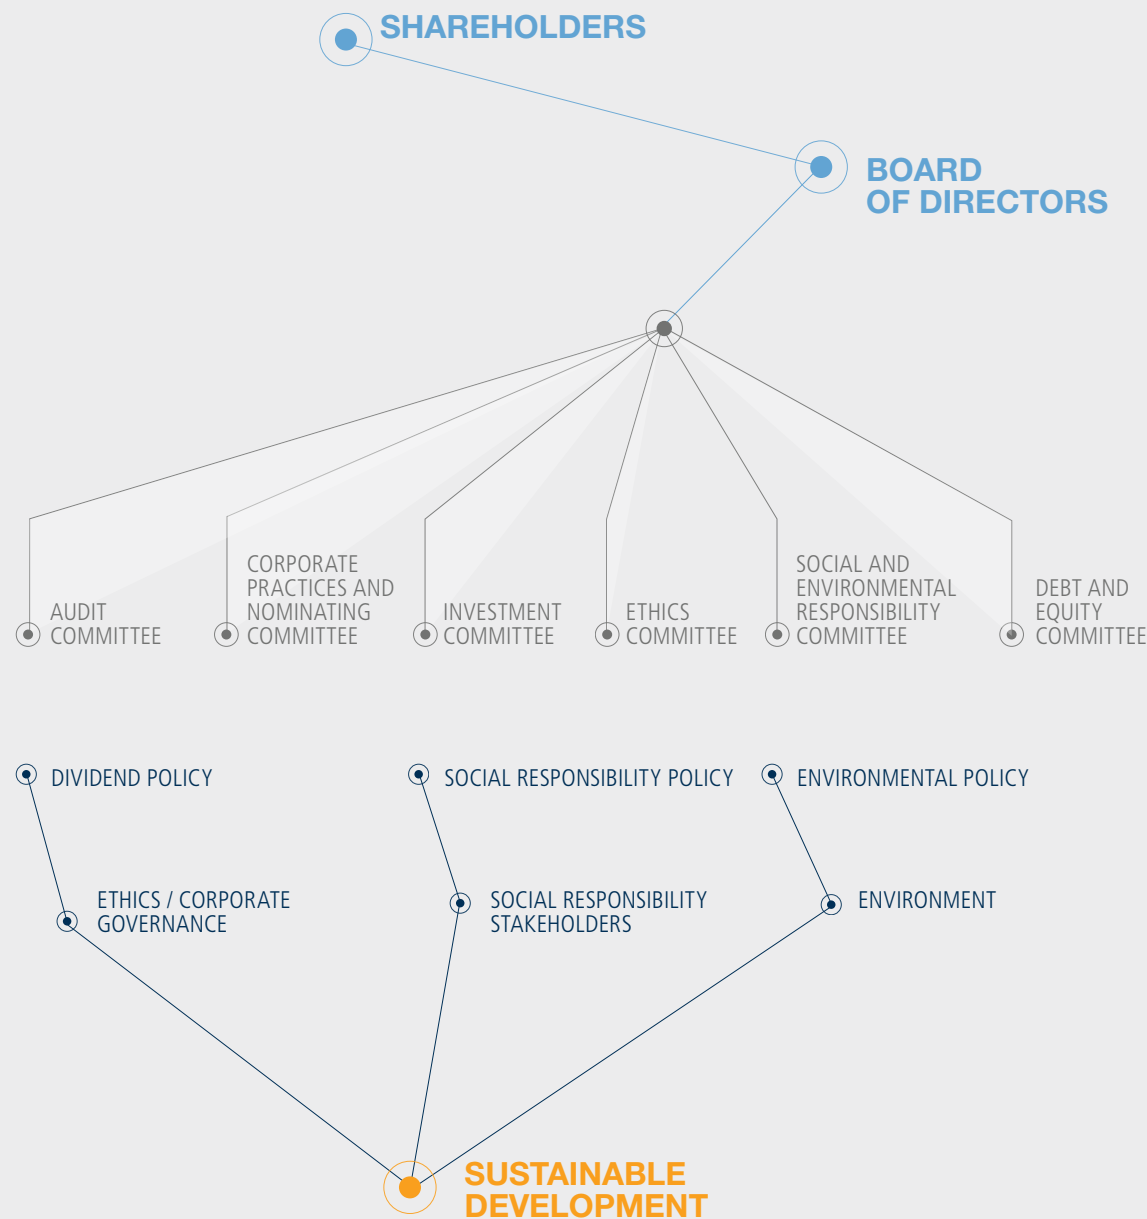 SHAREHOLDERS
BOARD
OF DIRECTORS
AUDIT
COMMITTEE
CORPORATE
PRACTICES AND
NOMINATING
COMMITTEE
INVESTMENT
COMMITTEE
ETHICS
COMMITTEE
SOCIAL AND
ENVIRONMENTAL
RESPONSIBILITY
COMMITTEE
DEBT AND
EQUITY
COMMITTEE
DIVIDEND POLICY
SOCIAL RESPONSIBILITY POLICY
ENVIRONMENTAL POLICY
ETHICS / CORPORATE
GOVERNANCE
SOCIAL RESPONSIBILITY
STAKEHOLDERS
ENVIRONMENT
SUSTAINABLE
DEVELOPMENT